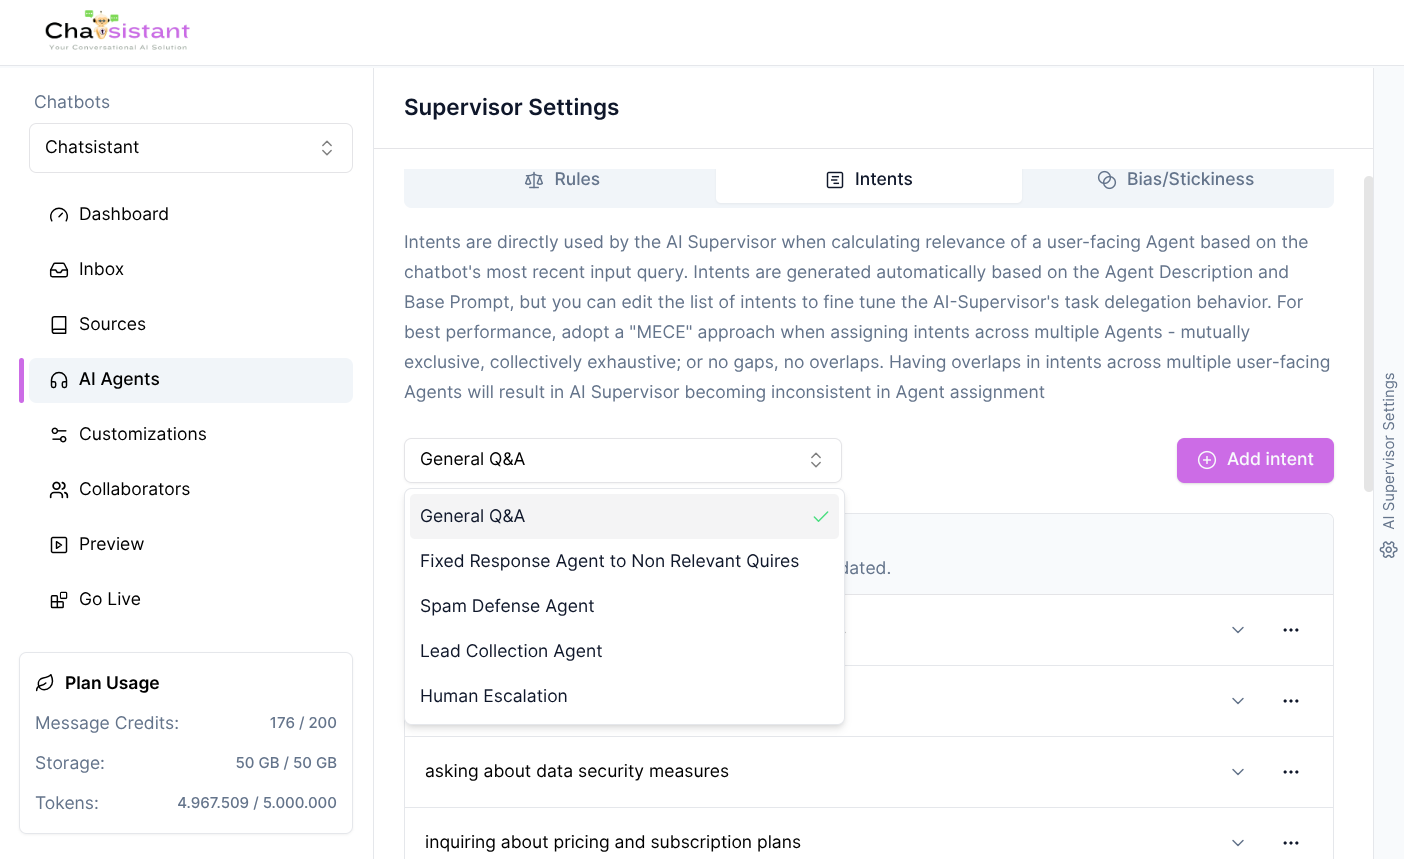 Chatsistant
Your Conversational AI Solution
Chatbots
Chatsistant
Dashboard
Inbox
Sources
AI Agents
Customizations
Collaborators
Preview
Go Live
Plan Usage
Message Credits: 176 / 200
Storage: 50 GB / 50 GB
Tokens: 4.967.509 / 5.000.000
Supervisor Settings
Rules
Intents
Bias/Stickiness
Intents are directly used by the AI Supervisor when calculating relevance of a user-facing Agent based on the
chatbot's most recent input query. Intents are generated automatically based on the Agent Description and
Base Prompt, but you can edit the list of intents to fine tune the AI-Supervisor's task delegation behavior. For
best performance, adopt a "MECE" approach when assigning intents across multiple Agents - mutually
exclusive, collectively exhaustive; or no gaps, no overlaps. Having overlaps in intents across multiple user-facing
Agents will result in AI Supervisor becoming inconsistent in Agent assignment
General Q&A
Add intent
General Q&A
Fixed Response Agent to Non Relevant Quires
Spam Defense Agent
Lead Collection Agent
Human Escalation
asking about data security measures
inquiring about pricing and subscription plans
AI Supervisor Settings